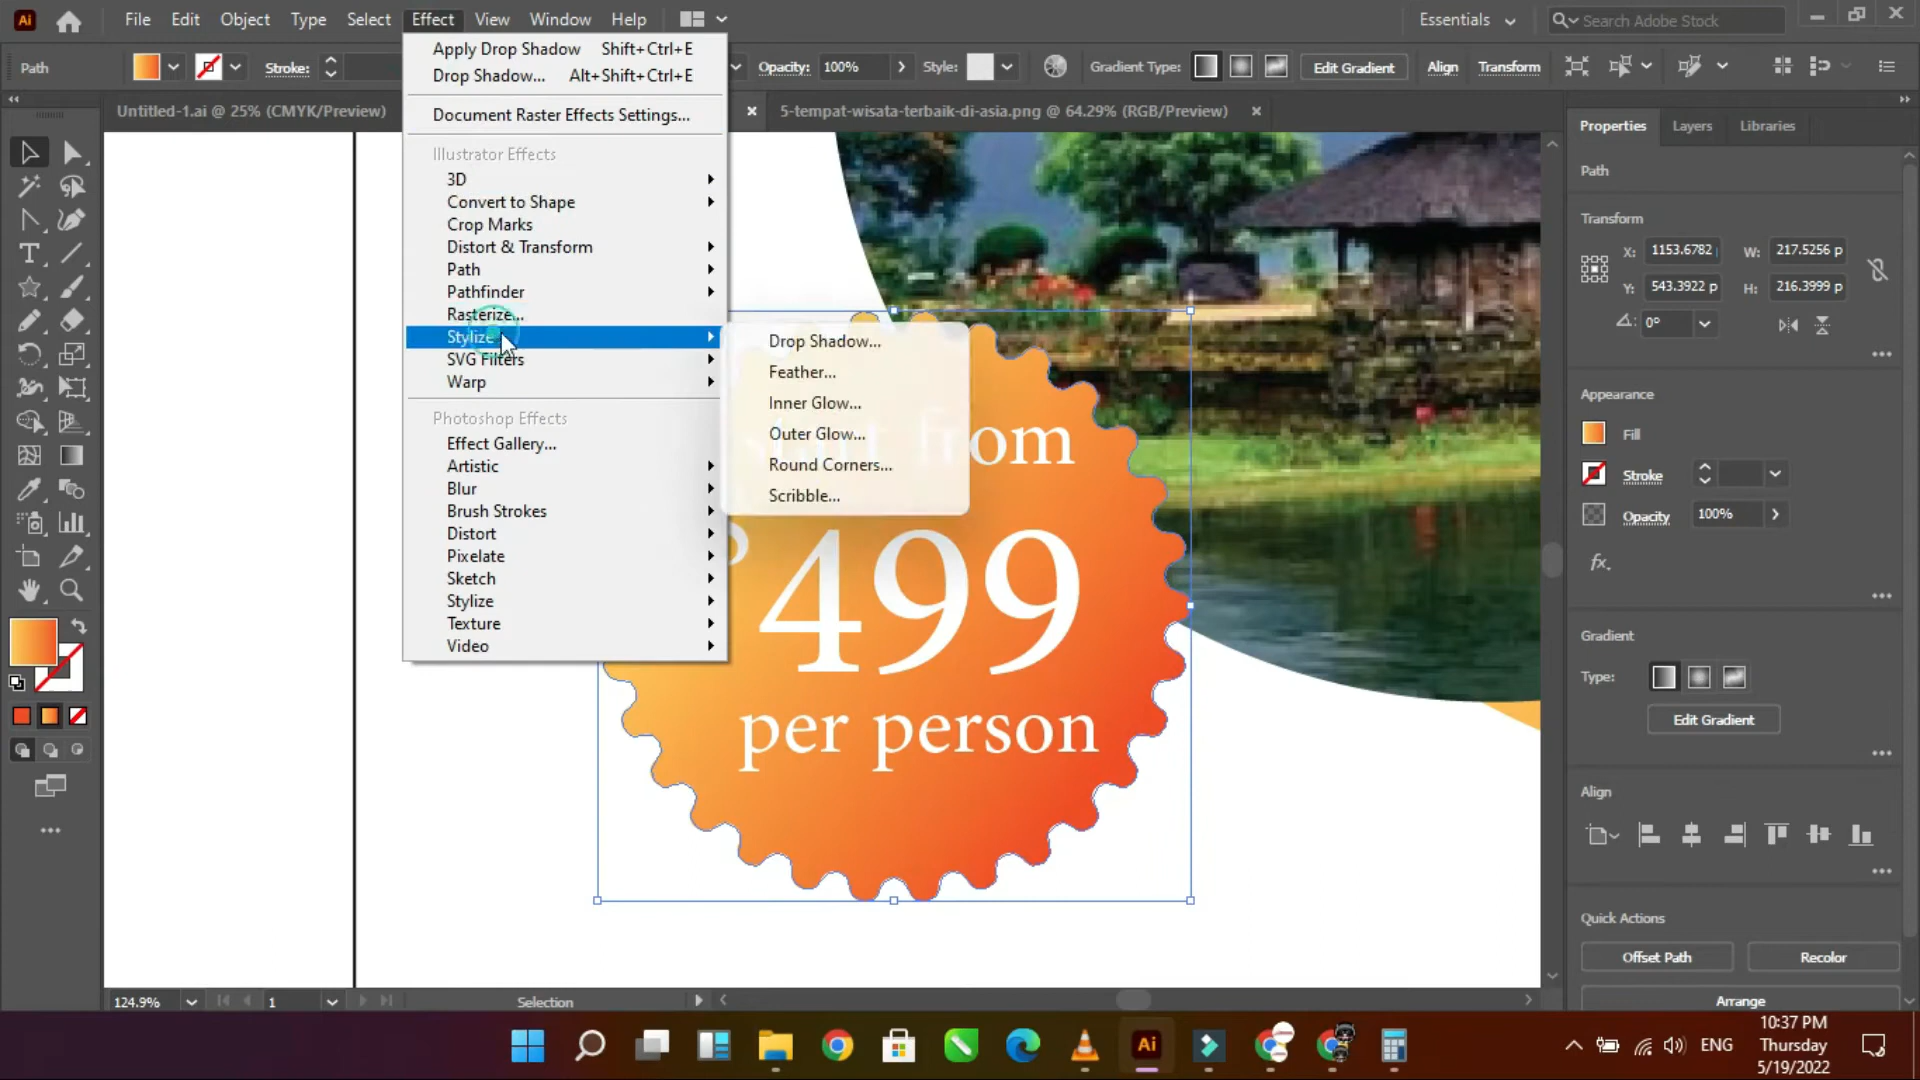 Ai File Edit Object Type Select Effect View Window Help Essentials Search Adobe Stock
Path Stroke: Opacity: 100% Style: Gradient Type: Edit Gradient Align Transform
Untitled-1.ai @ 25% (CMYK/Preview) 5-tempat-wisata-terbaik-di-asia.png @ 64.29% (RGB/Preview)
Apply Drop Shadow Shift+Ctrl+E
Drop Shadow... Alt+Shift+Ctrl+E
Document Raster Effects Settings...
Illustrator Effects
3D
Convert to Shape
Crop Marks
Distort & Transform
Path
Pathfinder
Rasterize...
Stylize
SVG Filters
Warp
Photoshop Effects
Effect Gallery...
Artistic
Blur
Brush Strokes
Distort
Pixelate
Sketch
Stylize
Texture
Video
Drop Shadow...
Feather...
Inner Glow...
Outer Glow...
Round Corners...
Scribble...
start from
499
per person
Properties Layers Libraries
Path
Transform
X: 1153.6782 W: 217.5256 p
Y: 543.3922 p H: 216.3999 p
0°
Appearance
Fill
Stroke
Opacity 100%
fx.
Gradient
Type:
Edit Gradient
Align
Quick Actions
Offset Path Recolor
Arrange
124.9% 1 Selection
Ai ENG
10:37 PM
Thursday
5/19/2022